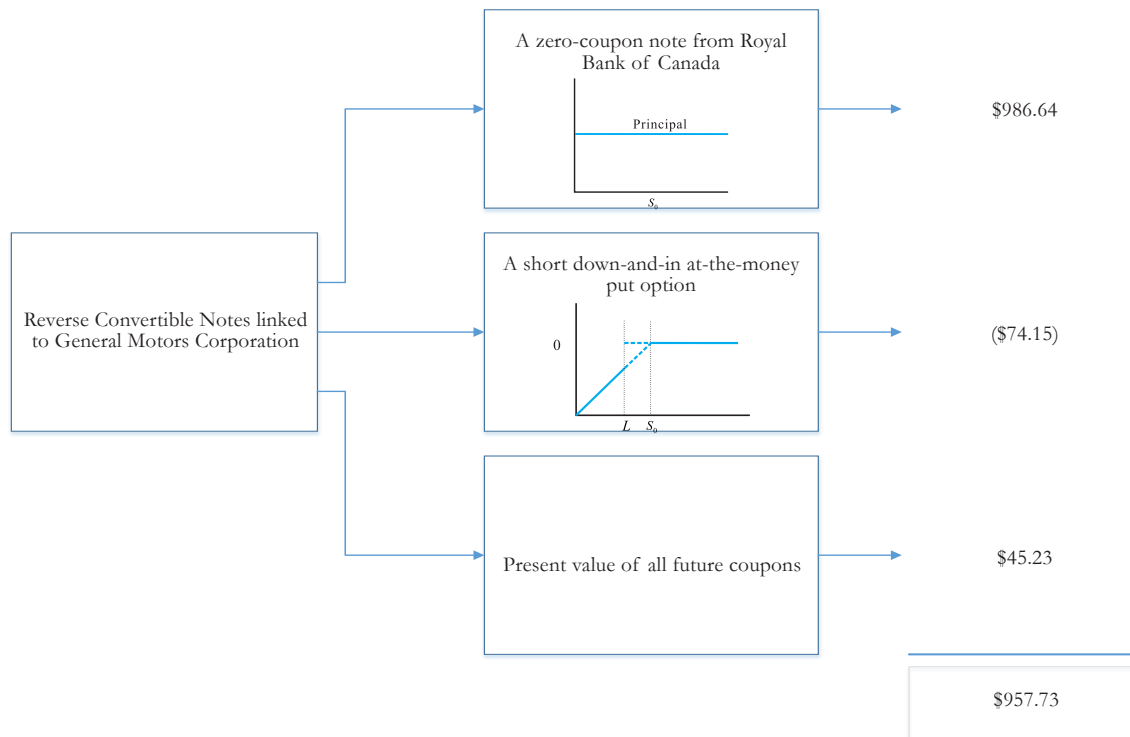 A zero-coupon note from Royal
Bank of Canada
Principal
S₀
$986.64
Reverse Convertible Notes linked
to General Motors Corporation
A short down-and-in at-the-money
put option
0
L S₀
($74.15)
Present value of all future coupons
$45.23
$957.73